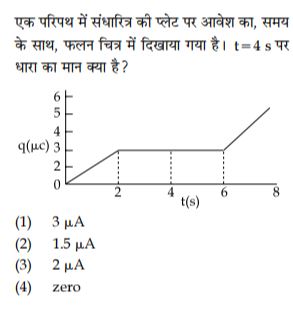 एक परिपथ में संधारित्र की प्लेट पर आवेश का, समय
के साथ, फलन चित्र में दिखाया गया है। t=4 s पर
धारा का मान क्या है?
6
5
4
q(μc) 3
2
0
2 4 6 8
t(s)
(1) 3 μA
(2) 1.5 μA
(3) 2 μA
(4) zero